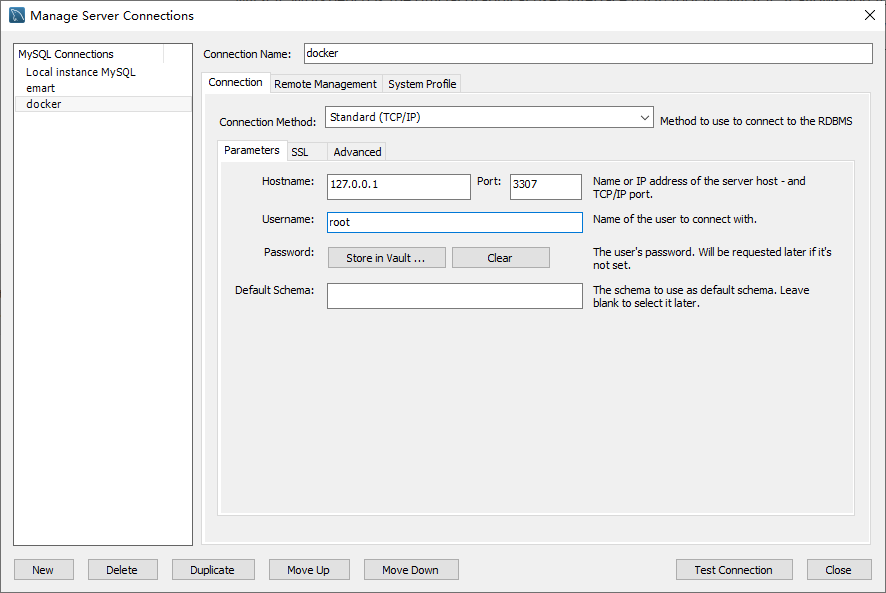 Manage Server Connections
MySQL Connections
Local instance MySQL
emart
docker
Connection Name: docker
Connection Remote Management System Profile
Connection Method: Standard (TCP/IP) Method to use to connect to the RDBMS
Parameters SSL Advanced
Hostname: 127.0.0.1 Port: 3307 Name or IP address of the server host - and
TCP/IP port.
Username: root Name of the user to connect with.
Password: Store in Vault ... Clear The user's password. Will be requested later if it's
not set.
Default Schema: The schema to use as default schema. Leave
blank to select it later.
New Delete Duplicate Move Up Move Down Test Connection Close